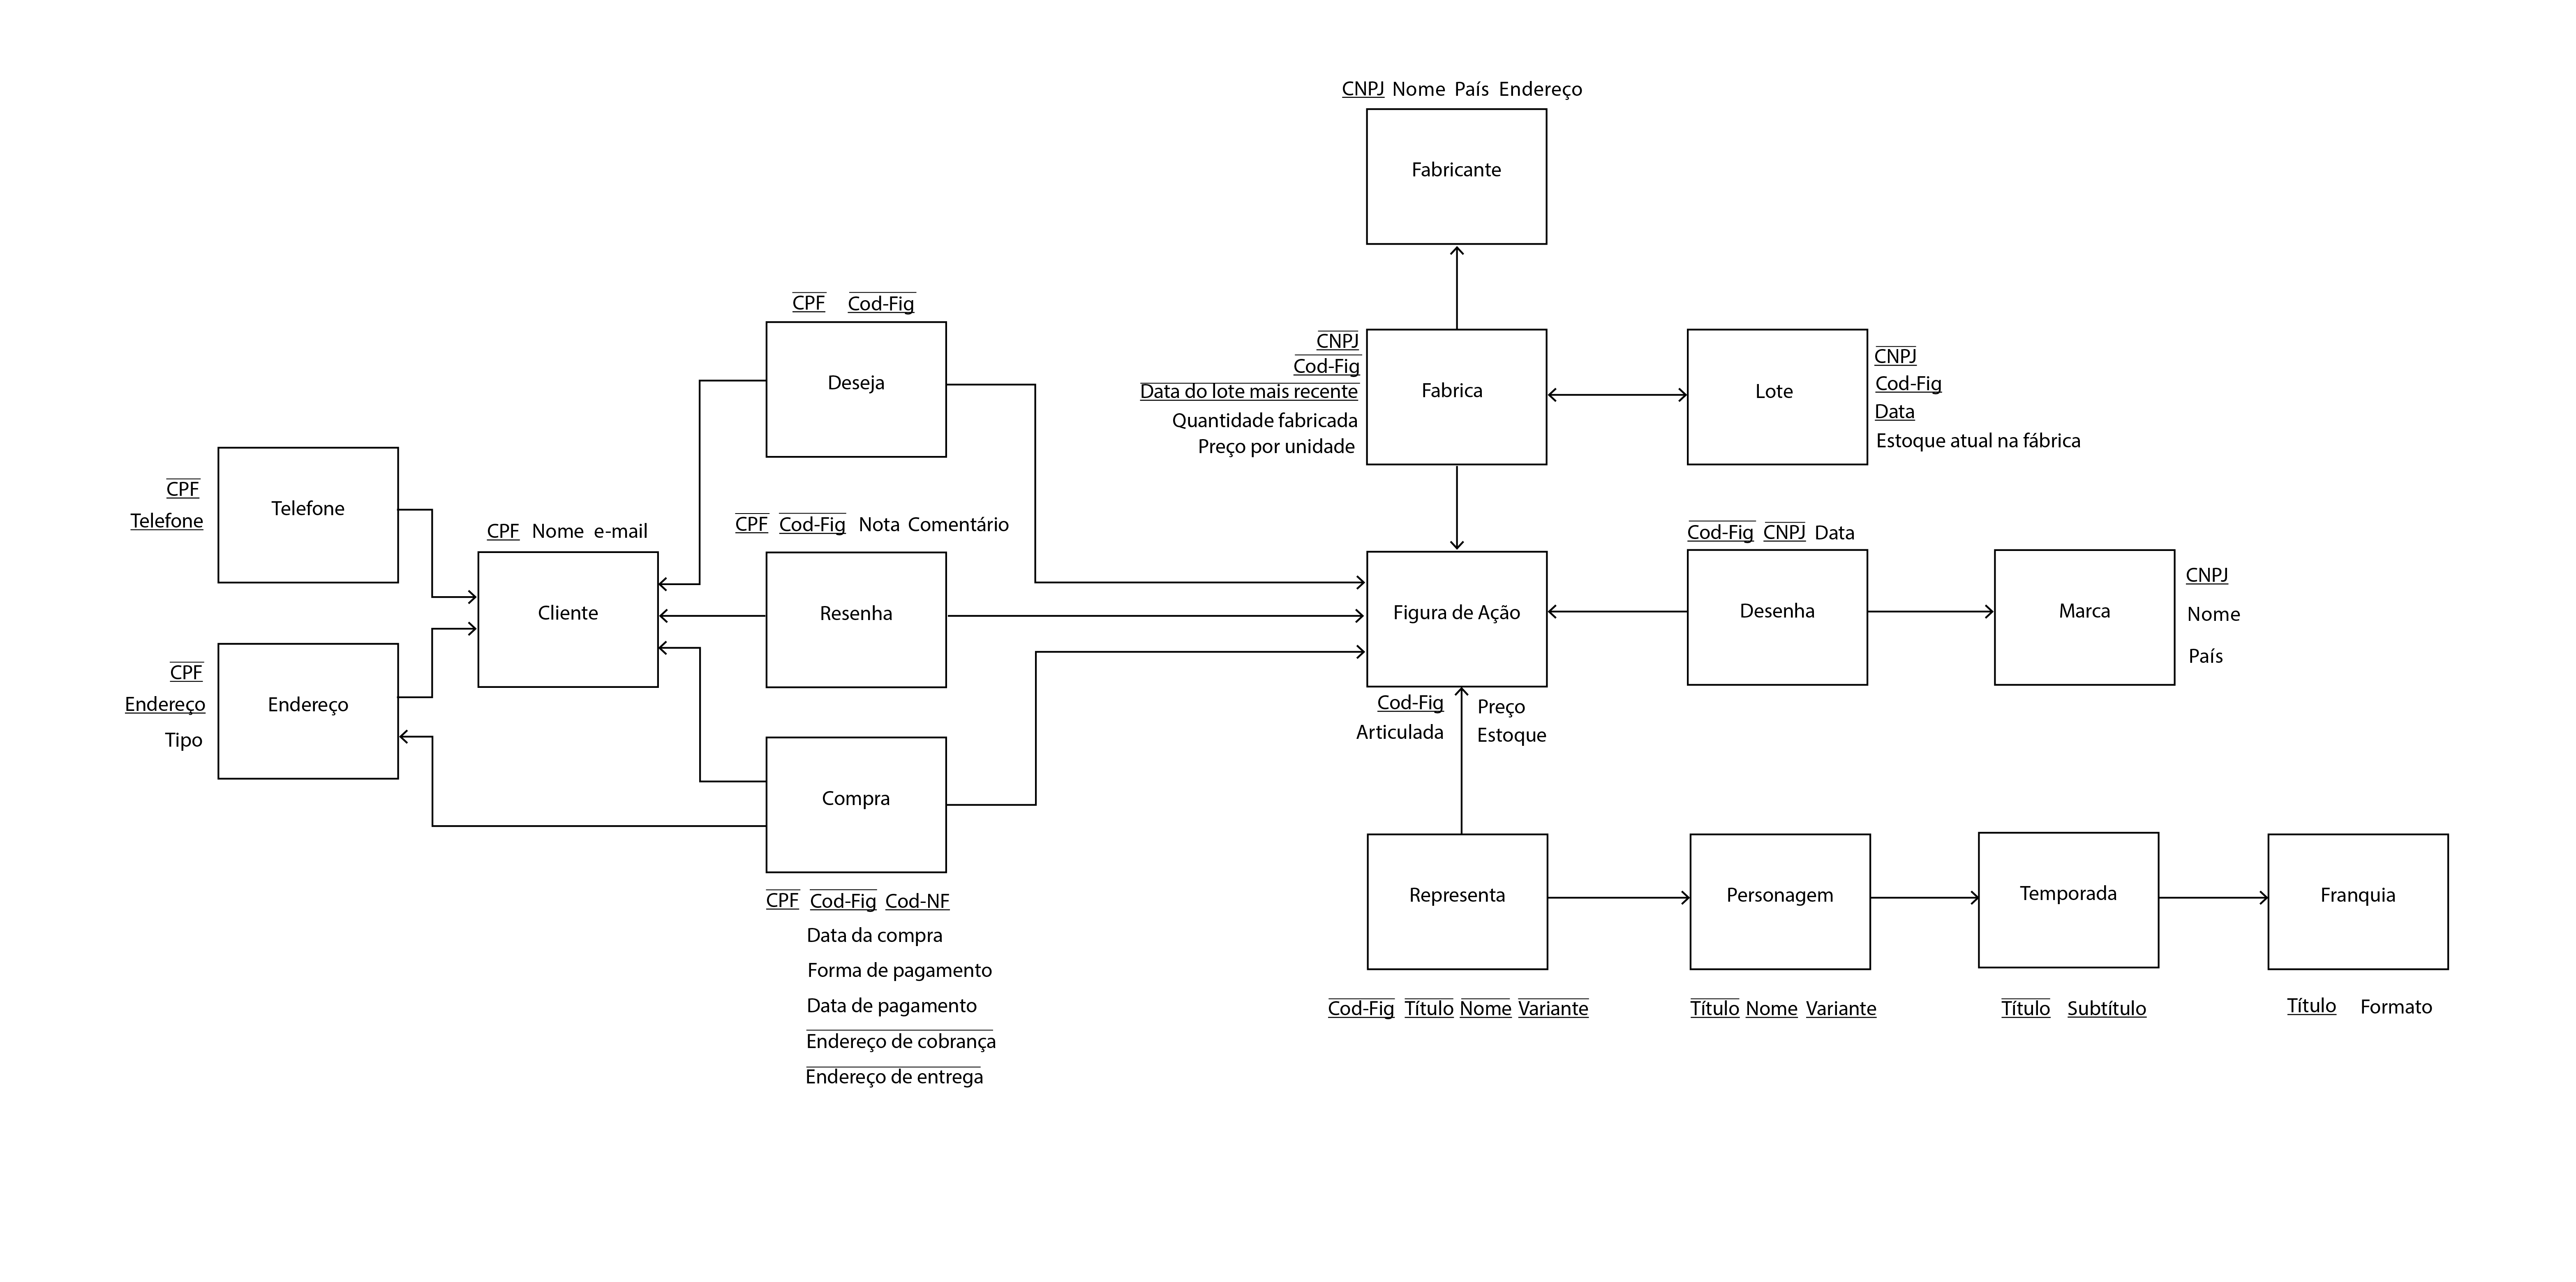 CNPJ Nome País Endereço
Fabricante
CPF Cod-Fig
Deseja
CNPJ
Cod-Fig
Data do lote mais recente
Quantidade fabricada
Preço por unidade
Fabrica
Lote
CNPJ
Cod-Fig
Data
Estoque atual na fábrica
CPF
Telefone
Telefone
CPF Nome e-mail
Cliente
CPF Cod-Fig Nota Comentário
Resenha
Figura de Ação
Cod-Fig Preço
Articulada Estoque
Cod-Fig CNPJ Data
Desenha
Marca
CNPJ
Nome
País
CPF
Endereço
Tipo
Endereço
Compra
CPF Cod-Fig Cod-NF
Data da compra
Forma de pagamento
Data de pagamento
Endereço de cobrança
Endereço de entrega
Representa
Personagem
Temporada
Franquia
Cod-Fig Título Nome Variante
Título Nome Variante
Título Subtítulo
Título Formato